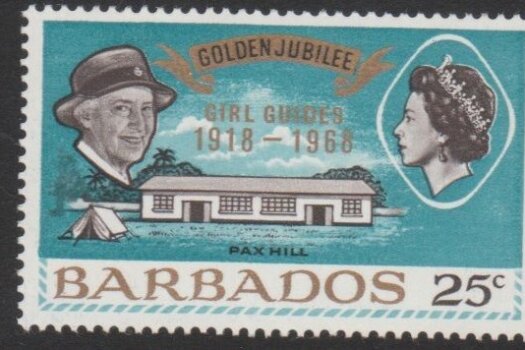 GOLDEN JUBILEE
GIRL GUIDES
1918-1968
PAX HILL
BARBADOS 25c